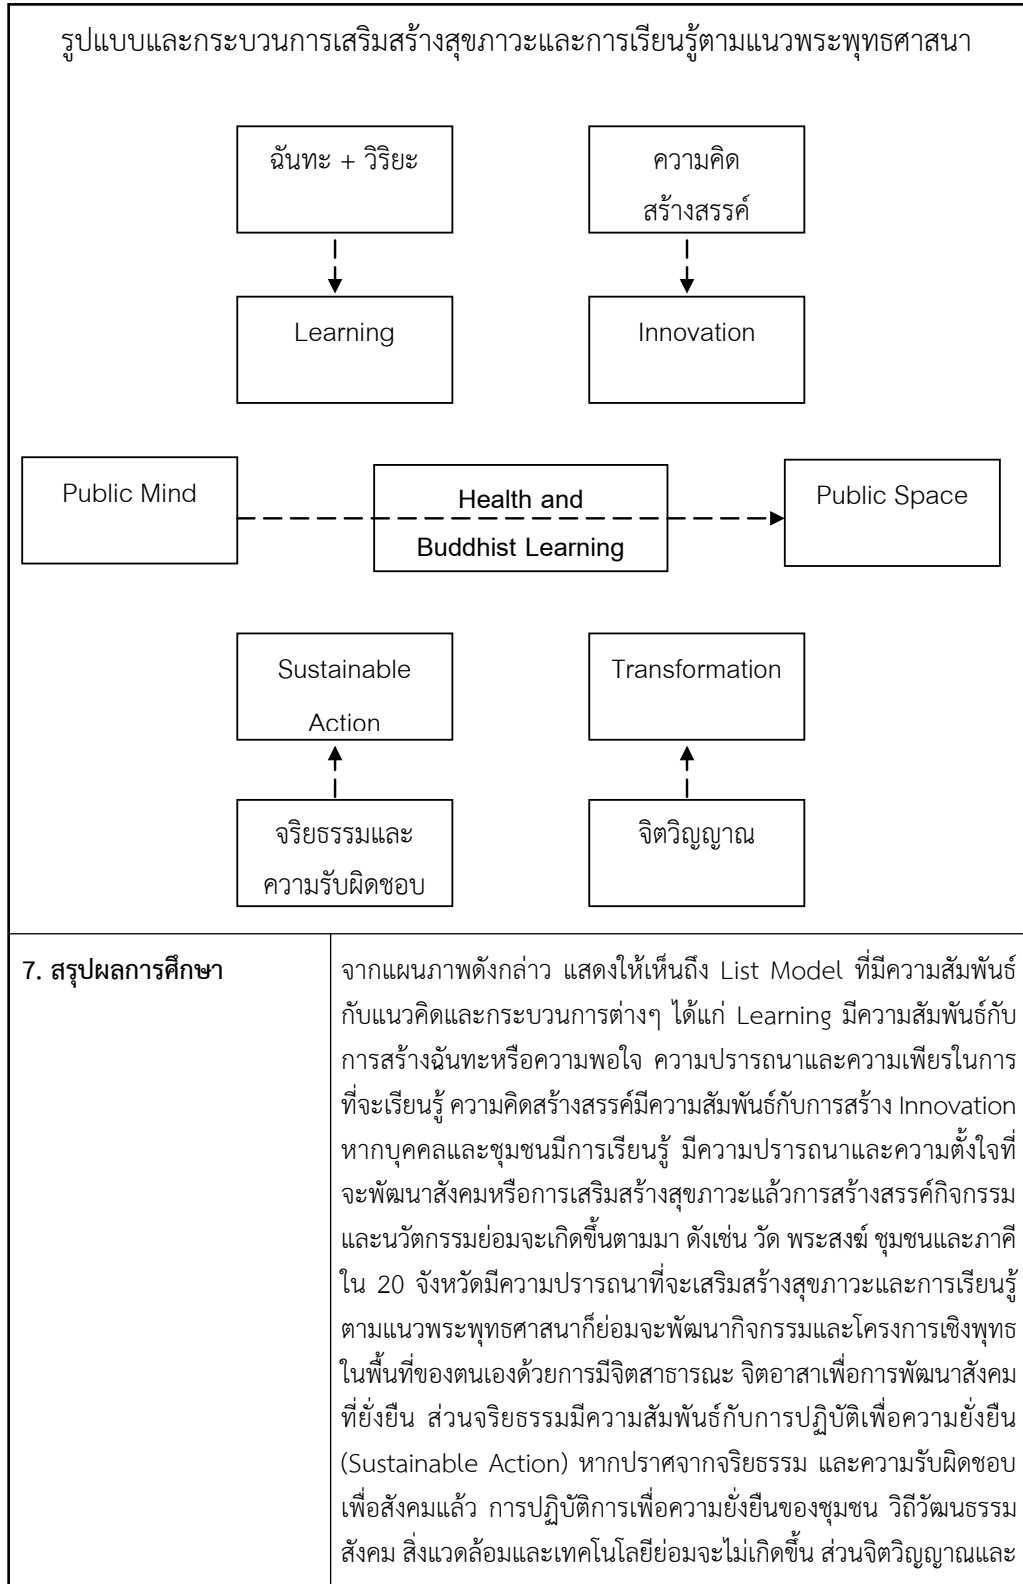 รูปแบบและกระบวนการเสริมสร้างสุขภาวะและการเรียนรู้ตามแนวพระพุทธศาสนา
ฉันทะ + วิริยะ
ความคิด
สร้างสรรค์
Learning
Innovation
Public Mind
Health and
Buddhist Learning
Public Space
Sustainable
Action
Transformation
จริยธรรมและ
ความรับผิดชอบ
จิตวิญญาณ
7. สรุปผลการศึกษา
จากแผนภาพดังกล่าว แสดงให้เห็นถึง List Model ที่มีความสัมพันธ์
กับแนวคิดและกระบวนการต่างๆ ได้แก่ Learning มีความสัมพันธ์กับ
การสร้างฉันทะหรือความพอใจ ความปรารถนาและความเพียรในการ
ที่จะเรียนรู้ ความคิดสร้างสรรค์มีความสัมพันธ์กับการสร้าง Innovation
หากบุคคลและชุมชนมีการเรียนรู้ มีความปรารถนาและความตั้งใจที่
จะพัฒนาสังคมหรือการเสริมสร้างสุขภาวะแล้วการสร้างสรรค์กิจกรรม
และนวัตกรรมย่อมจะเกิดขึ้นตามมา ดังเช่น วัด พระสงฆ์ ชุมชนและภาคี
ใน 20 จังหวัดมีความปรารถนาที่จะเสริมสร้างสุขภาวะและการเรียนรู้
ตามแนวพระพุทธศาสนาก็ย่อมจะพัฒนากิจกรรมและโครงการเชิงพุทธ
ในพื้นที่ของตนเองด้วยการมีจิตสาธารณะ จิตอาสาเพื่อการพัฒนาสังคม
ที่ยั่งยืน ส่วนจริยธรรมมีความสัมพันธ์กับการปฏิบัติเพื่อความยั่งยืน
(Sustainable Action) หากปราศจากจริยธรรม และความรับผิดชอบ
เพื่อสังคมแล้ว การปฏิบัติการเพื่อความยั่งยืนของชุมชน วิถีวัฒนธรรม
สังคม สิ่งแวดล้อมและเทคโนโลยีย่อมจะไม่เกิดขึ้น ส่วนจิตวิญญาณและ